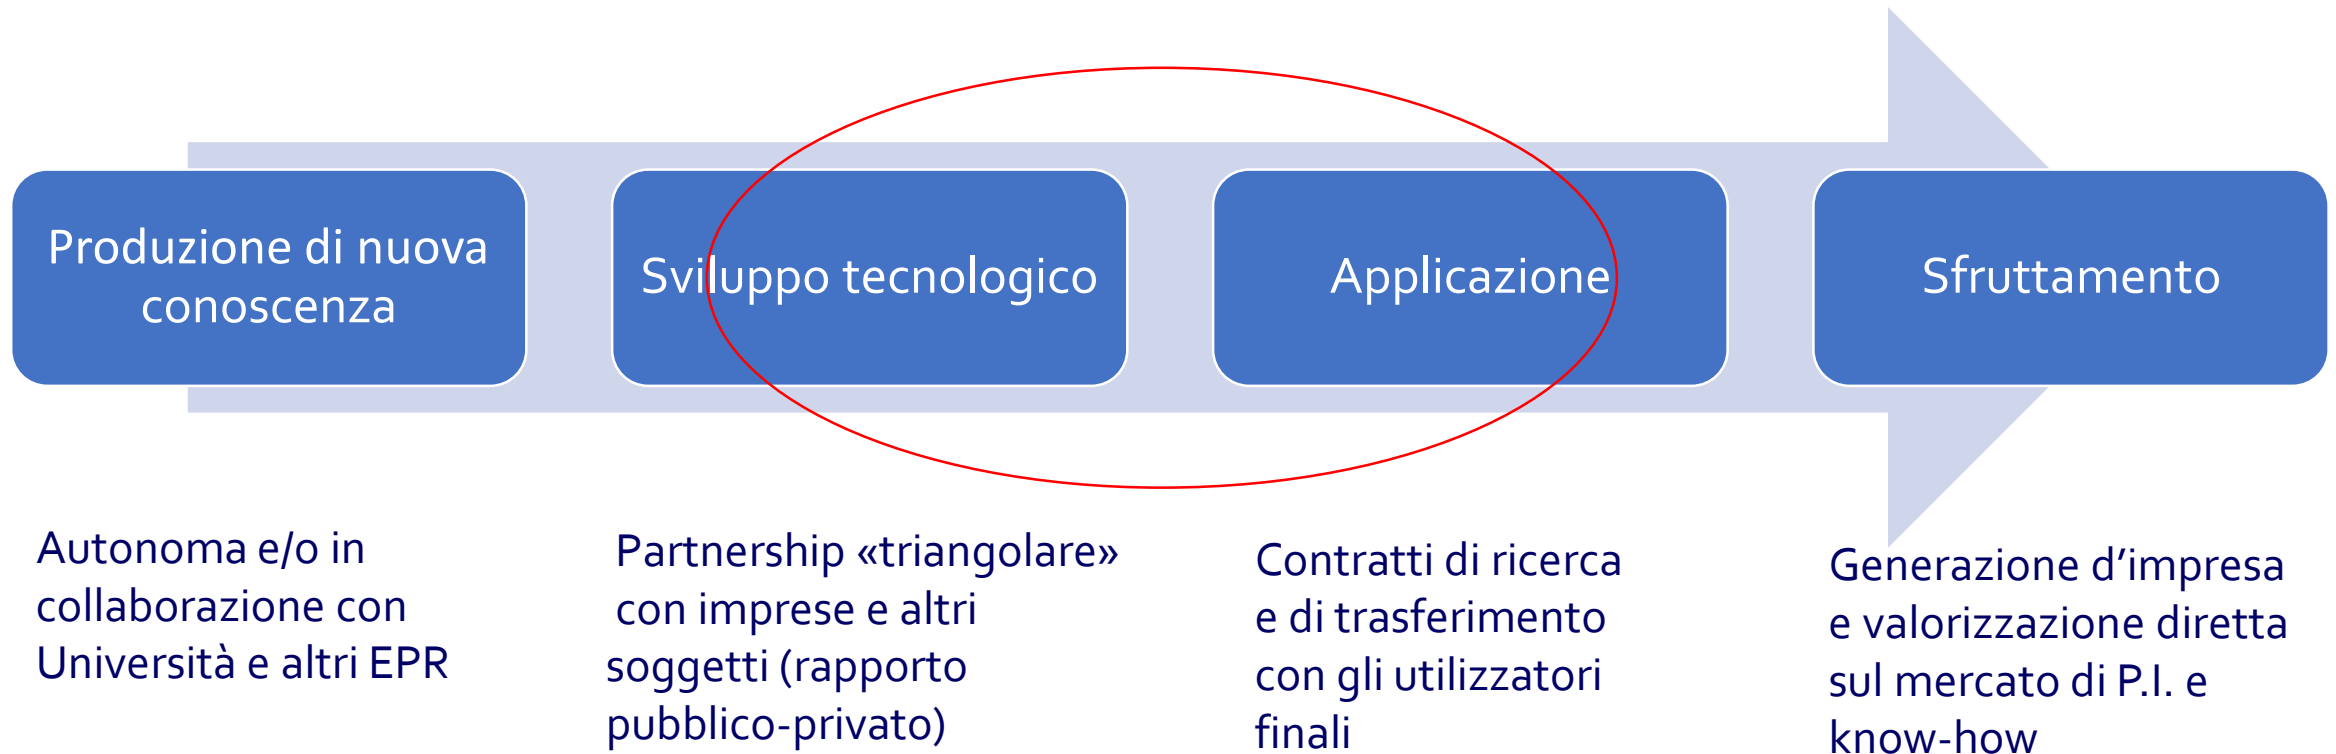 Produzione di nuova
conoscenza
Sviluppo tecnologico
Applicazione
Sfruttamento
Autonoma e/o in
collaborazione con
Università e altri EPR
Partnership «triangolare»
con imprese e altri
soggetti (rapporto
pubblico-privato)
Contratti di ricerca
e di trasferimento
con gli utilizzatori
finali
Generazione d’impresa
e valorizzazione diretta
sul mercato di P.I. e
know-how